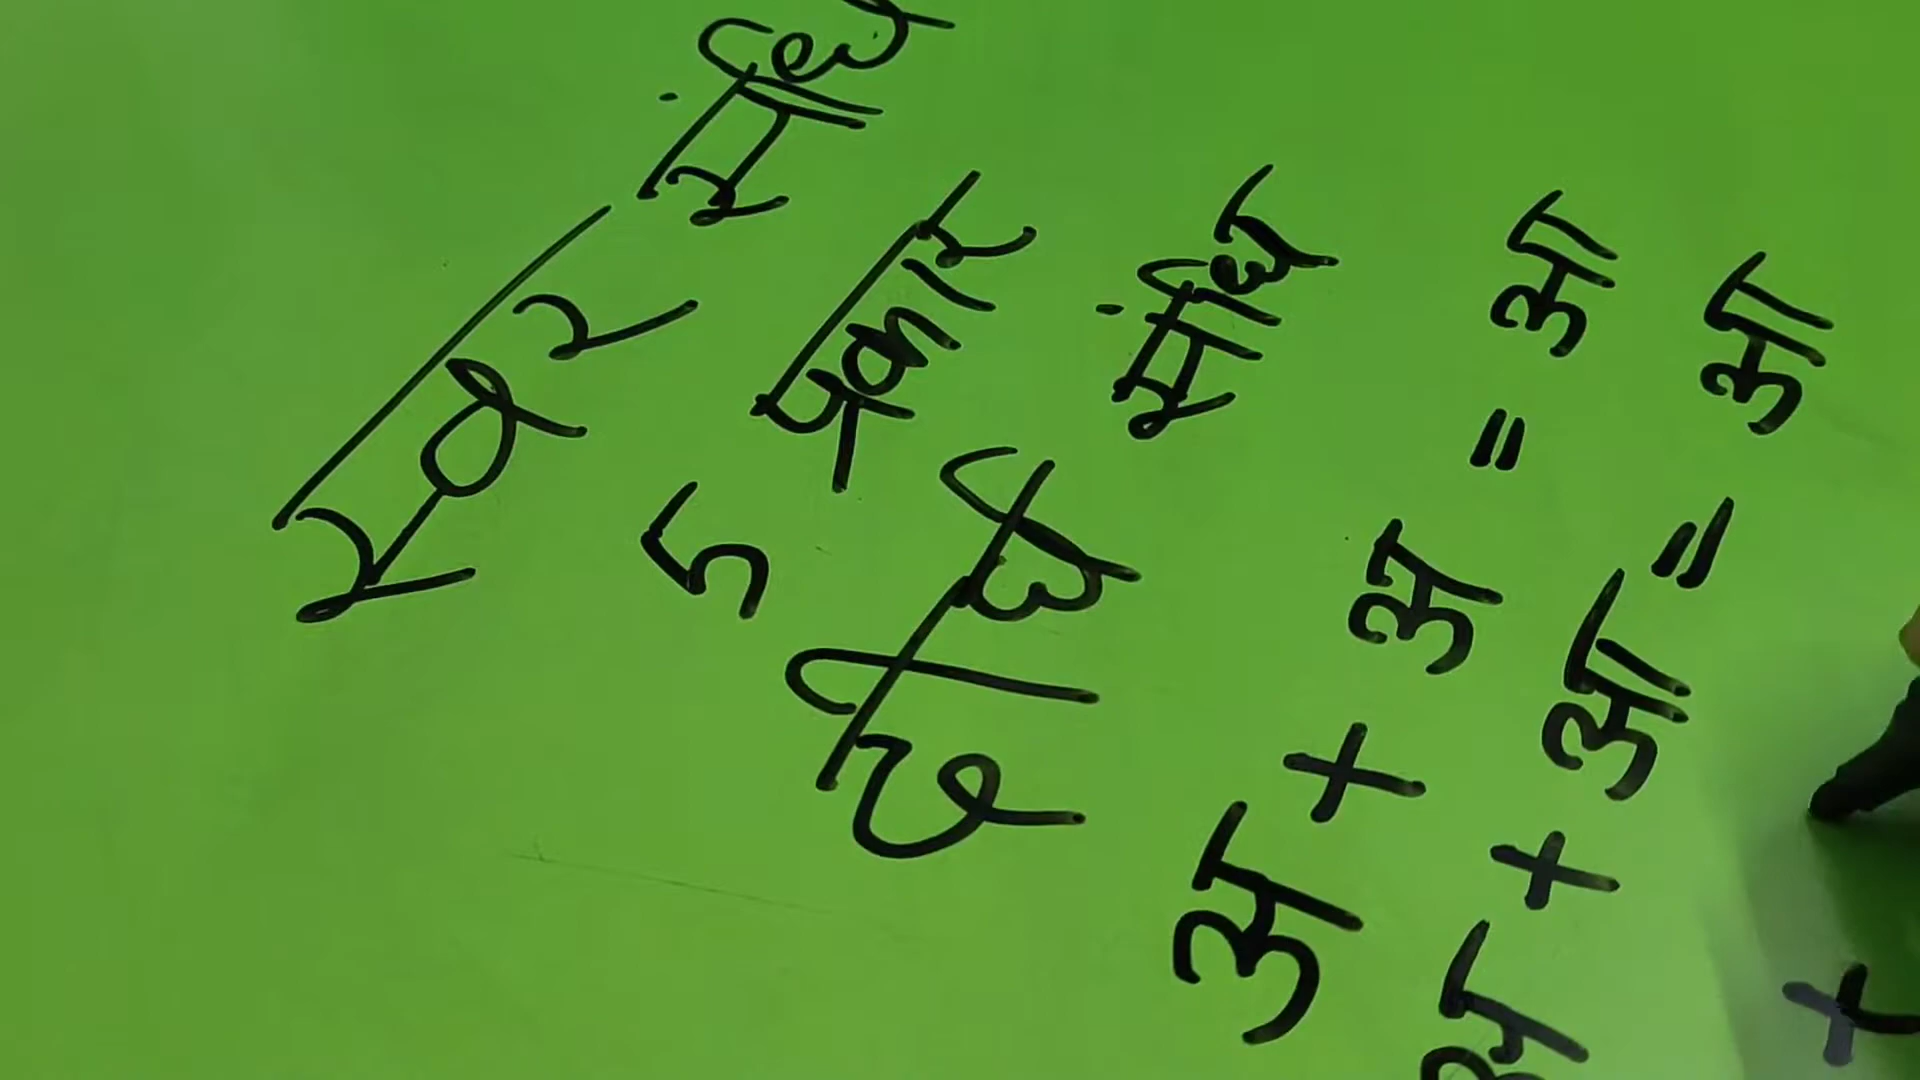 स्वर संधि
5 प्रकार
दीर्घ संधि
अ + अ = आ
अ + आ = आ
+